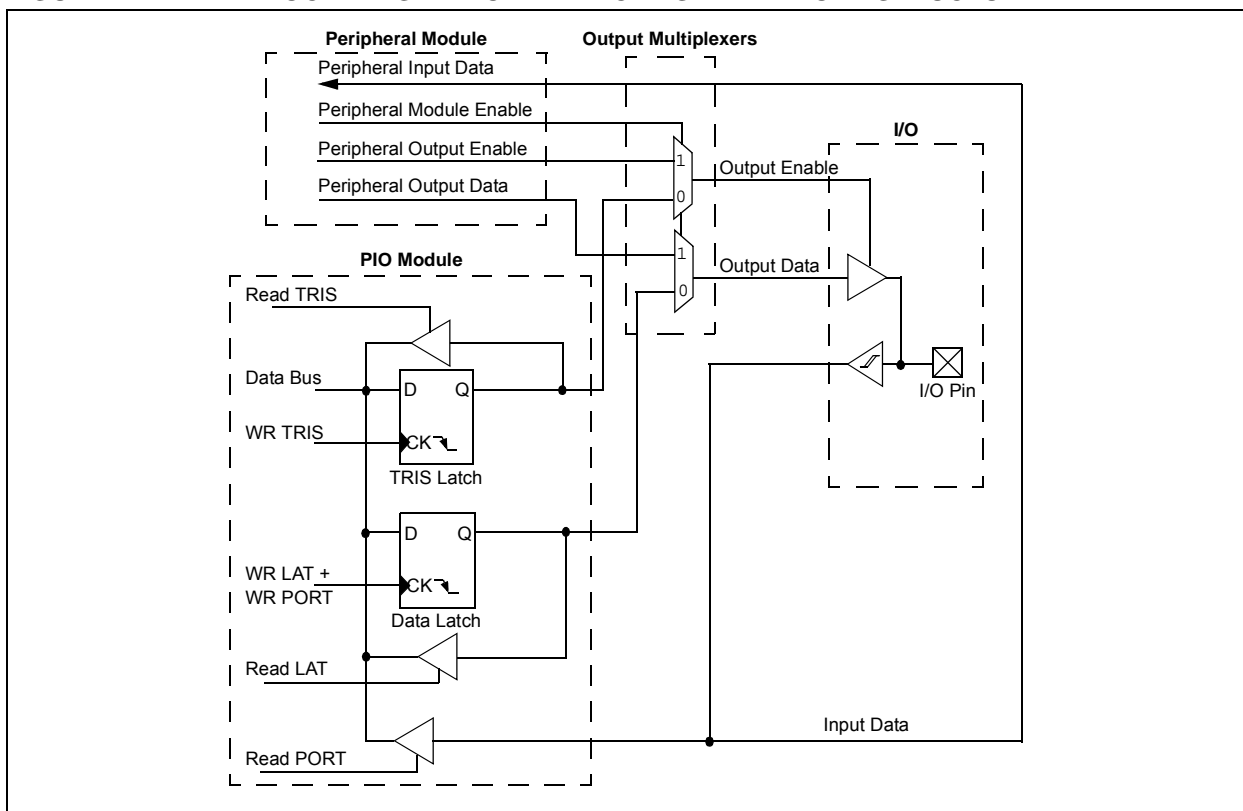 Peripheral Module
Output Multiplexers
Peripheral Input Data
Peripheral Module Enable
I/O
Peripheral Output Enable
1
Output Enable
Peripheral Output Data
0
PIO Module
1
Output Data
0
Read TRIS
Data Bus
D Q
I/O Pin
WR TRIS
CK
TRIS Latch
D Q
WR LAT +
WR PORT
CK
Data Latch
Read LAT
Input Data
Read PORT